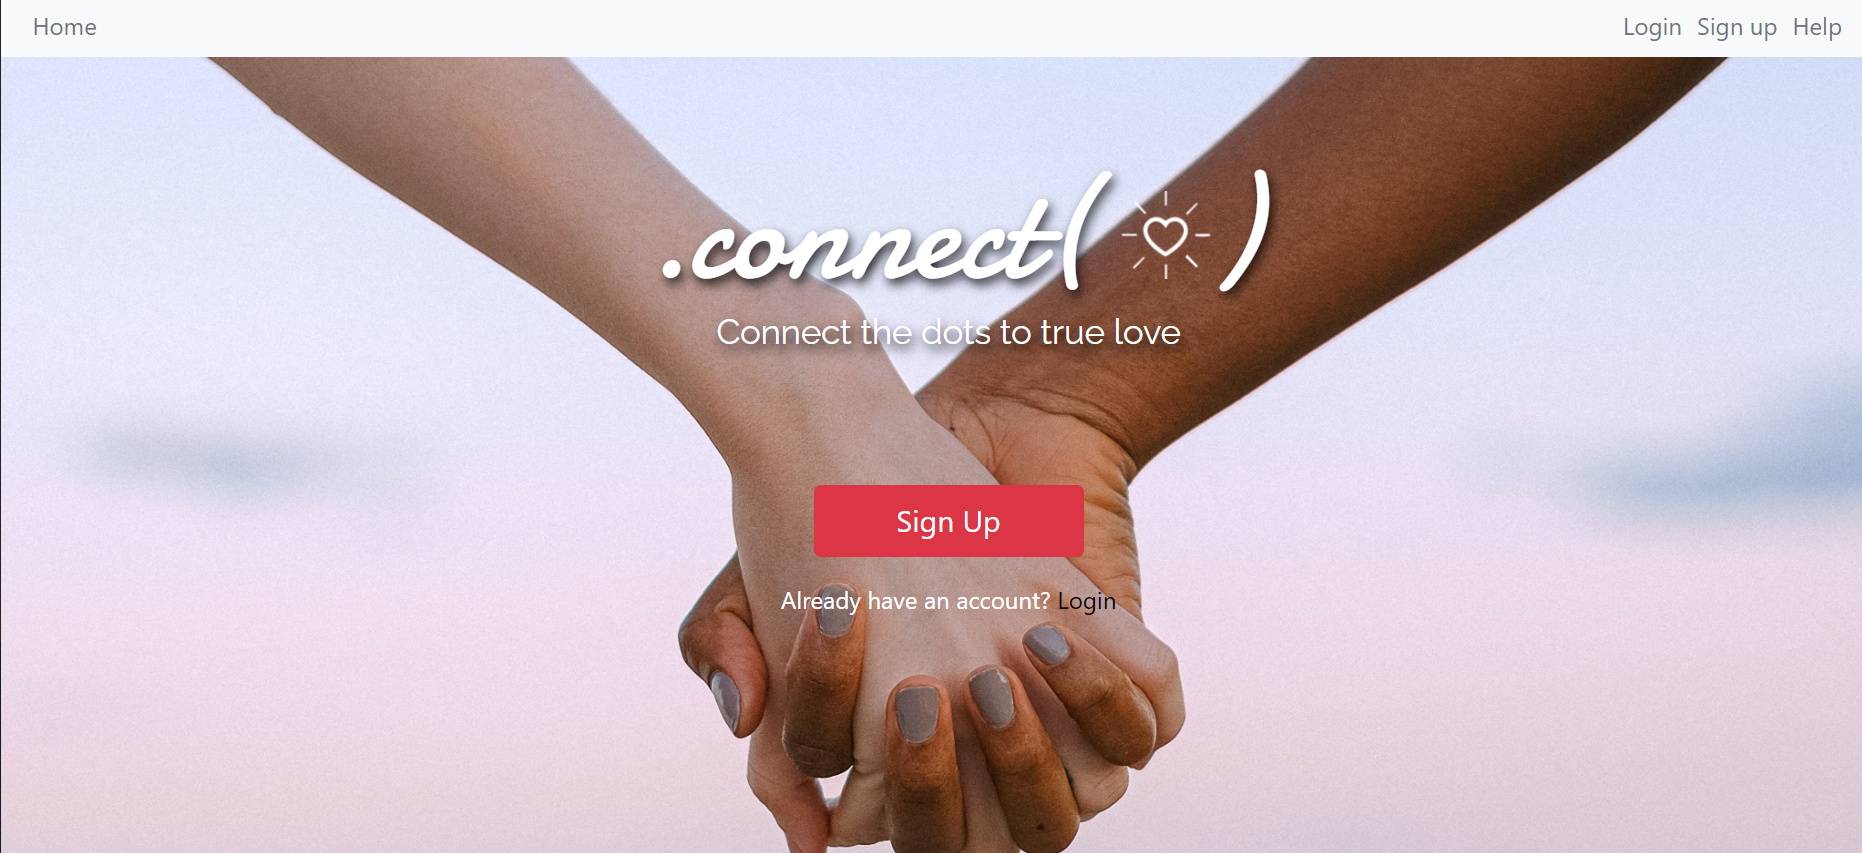 Home
Login Sign up Help
.connect( )
Connect the dots to true love
Sign Up
Already have an account? Login